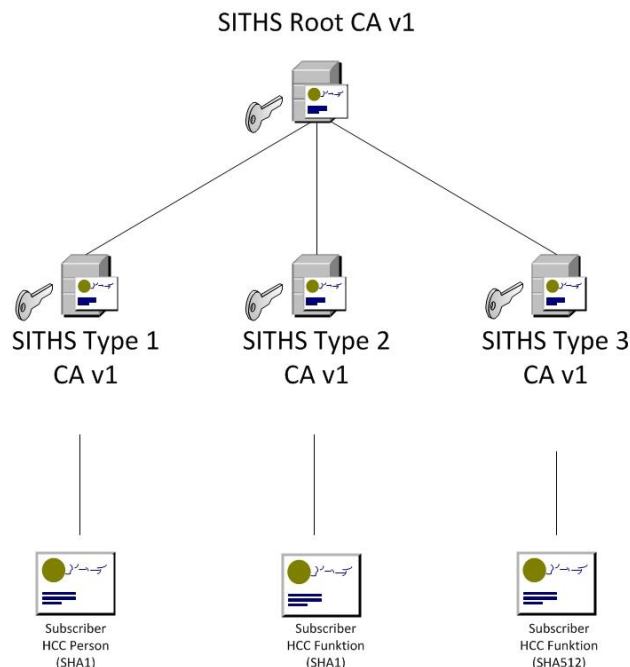 SITHS Root CA v1
SITHS Type 1
CA v1
SITHS Type 2
CA v1
SITHS Type 3
CA v1
Subscriber
HCC Person
(SHA1)
Subscriber
HCC Funktion
(SHA1)
Subscriber
HCC Funktion
(SHA512)